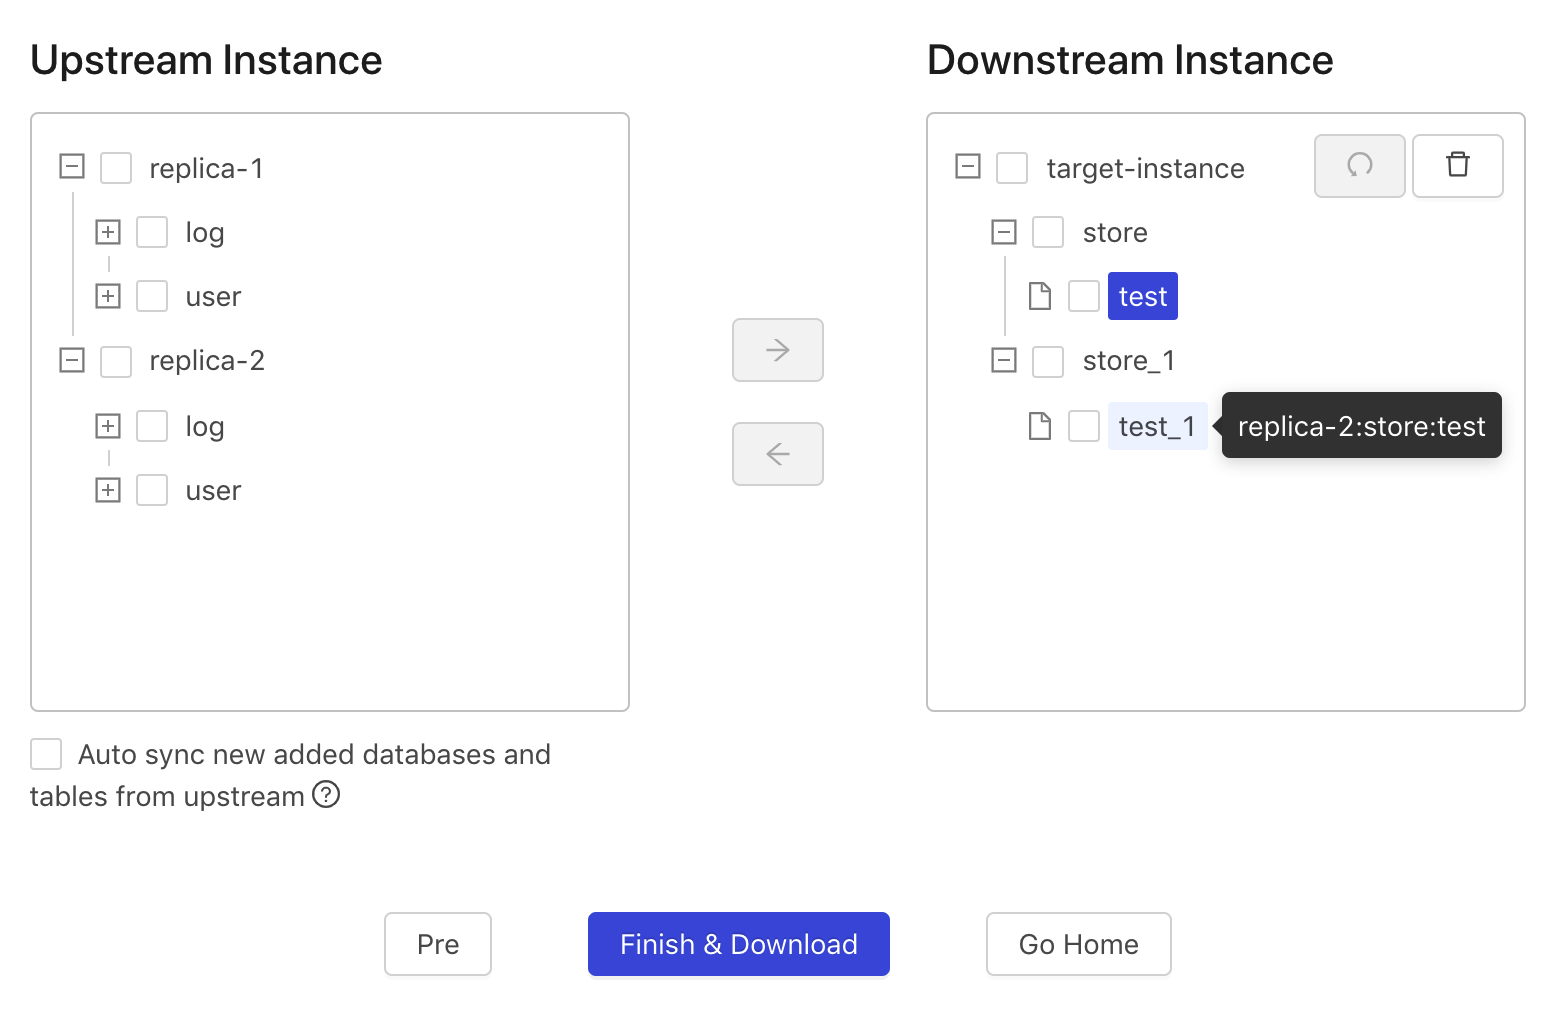 Upstream Instance
replica-1
log
user
replica-2
log
user
Auto sync new added databases and
tables from upstream
Downstream Instance
target-instance
store
test
store_1
test_1
replica-2:store:test
Pre
Finish & Download
Go Home